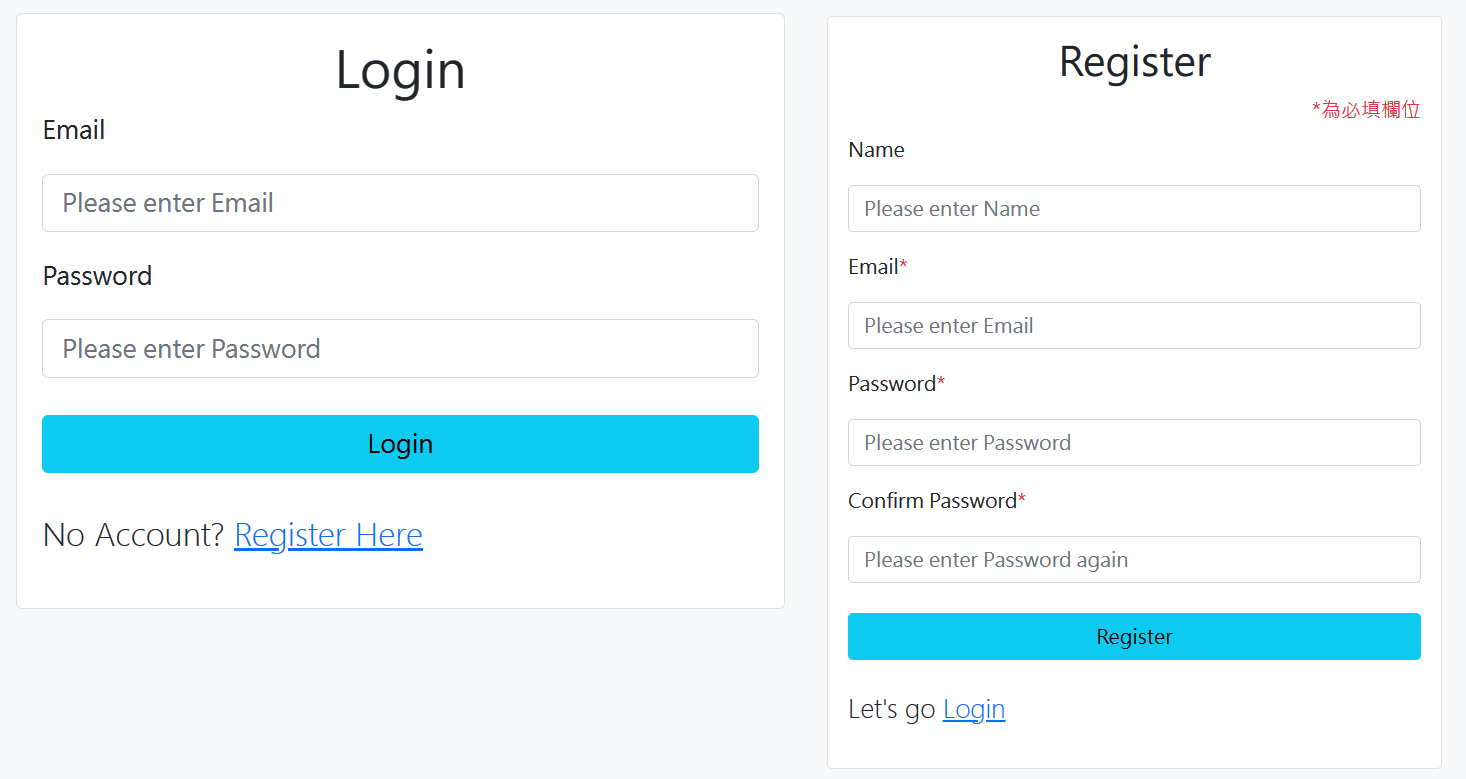 Login
Email
Please enter Email
Password
Please enter Password
Login
No Account? Register Here
Register
*為必填欄位
Name
Please enter Name
Email*
Please enter Email
Password*
Please enter Password
Confirm Password*
Please enter Password again
Register
Let's go Login